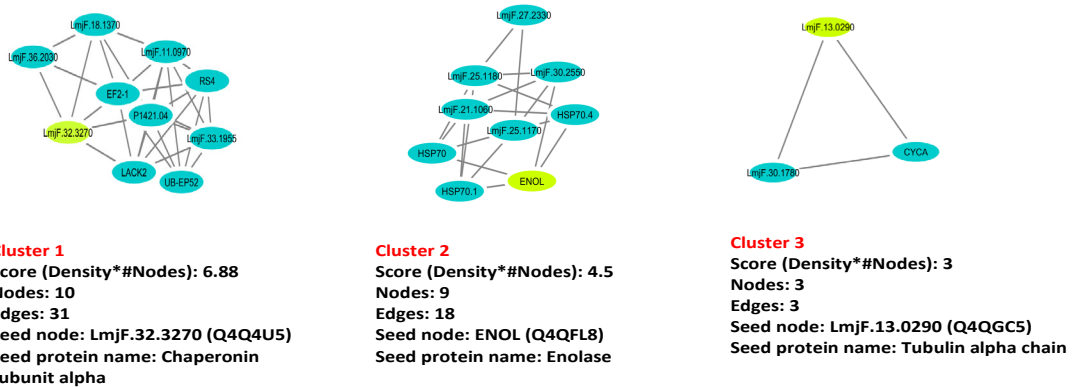 LmjF.18.1370
LmjF.36.2030
LmjF.11.0970
RS4
EF2-1
P1421.04
LmjF.32.3270
LmjF.33.1955
LACK2
UB-EP52
Cluster 1
Score (Density*#Nodes): 6.88
Nodes: 10
Edges: 31
Seed node: LmjF.32.3270 (Q4Q4U5)
Seed protein name: Chaperonin
subunit alpha
LmjF.27.2330
LmjF.25.1180
LmjF.30.2550
LmjF.21.1060
HSP70.4
LmjF.25.1170
HSP70
HSP70.1
ENOL
Cluster 2
Score (Density*#Nodes): 4.5
Nodes: 9
Edges: 18
Seed node: ENOL (Q4QFL8)
Seed protein name: Enolase
LmjF.13.0290
CYCA
LmjF.30.1780
Cluster 3
Score (Density*#Nodes): 3
Nodes: 3
Edges: 3
Seed node: LmjF.13.0290 (Q4QGC5)
Seed protein name: Tubulin alpha chain